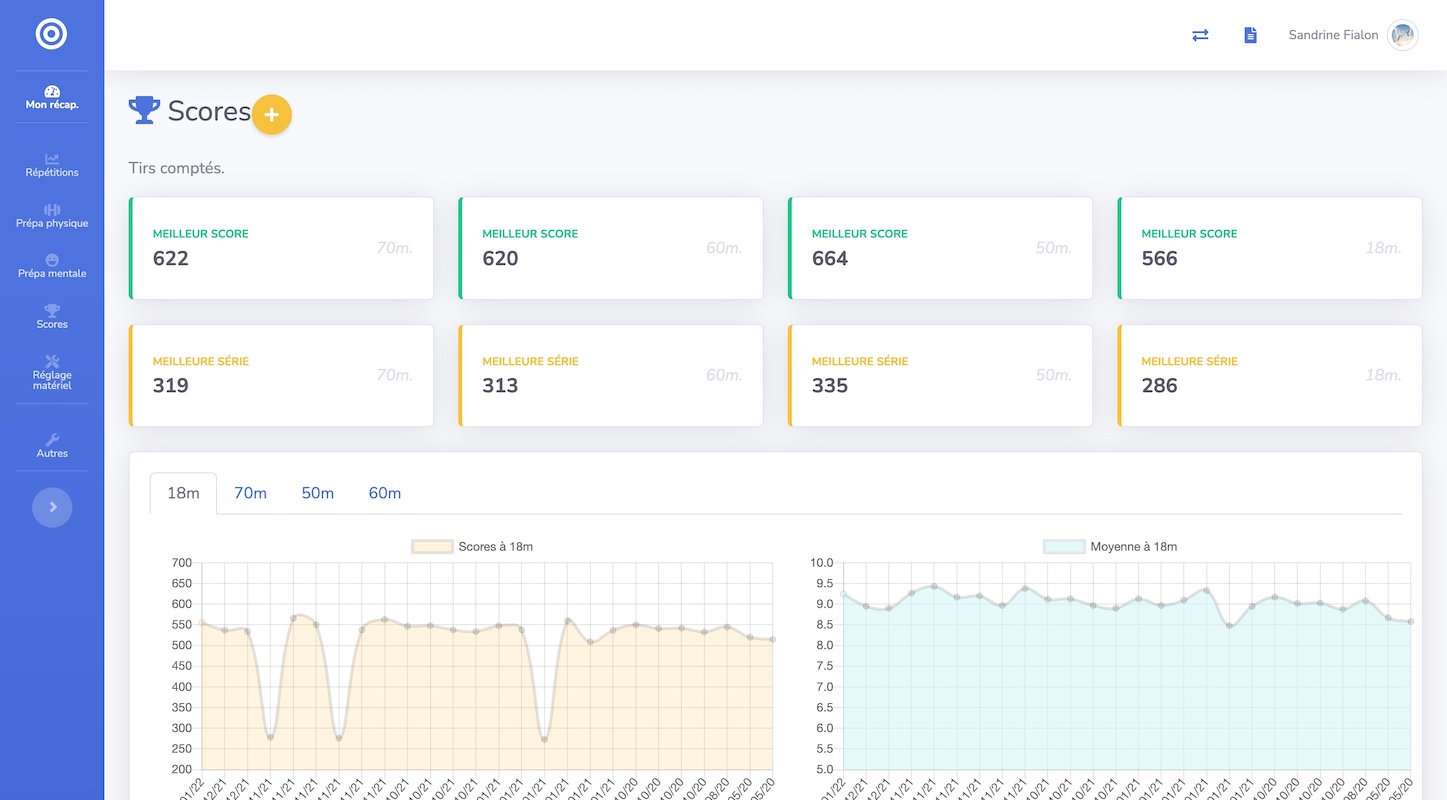 Sandrine Fialon
Mon récap.
Répétitions
Prépa physique
Prépa mentale
Scores
Réglage
matériel
Autres
Scores
Tirs comptés.
MEILLEUR SCORE
622
70m.
MEILLEUR SCORE
620
60m.
MEILLEUR SCORE
664
50m.
MEILLEUR SCORE
566
18m.
MEILLEURE SÉRIE
319
70m.
MEILLEURE SÉRIE
313
60m.
MEILLEURE SÉRIE
335
50m.
MEILLEURE SÉRIE
286
18m.
18m 70m 50m 60m
Scores à 18m
700
650
600
550
500
450
400
350
300
250
200
Moyenne à 18m
10.0
9.5
9.0
8.5
8.0
7.5
7.0
6.5
6.0
5.5
5.0